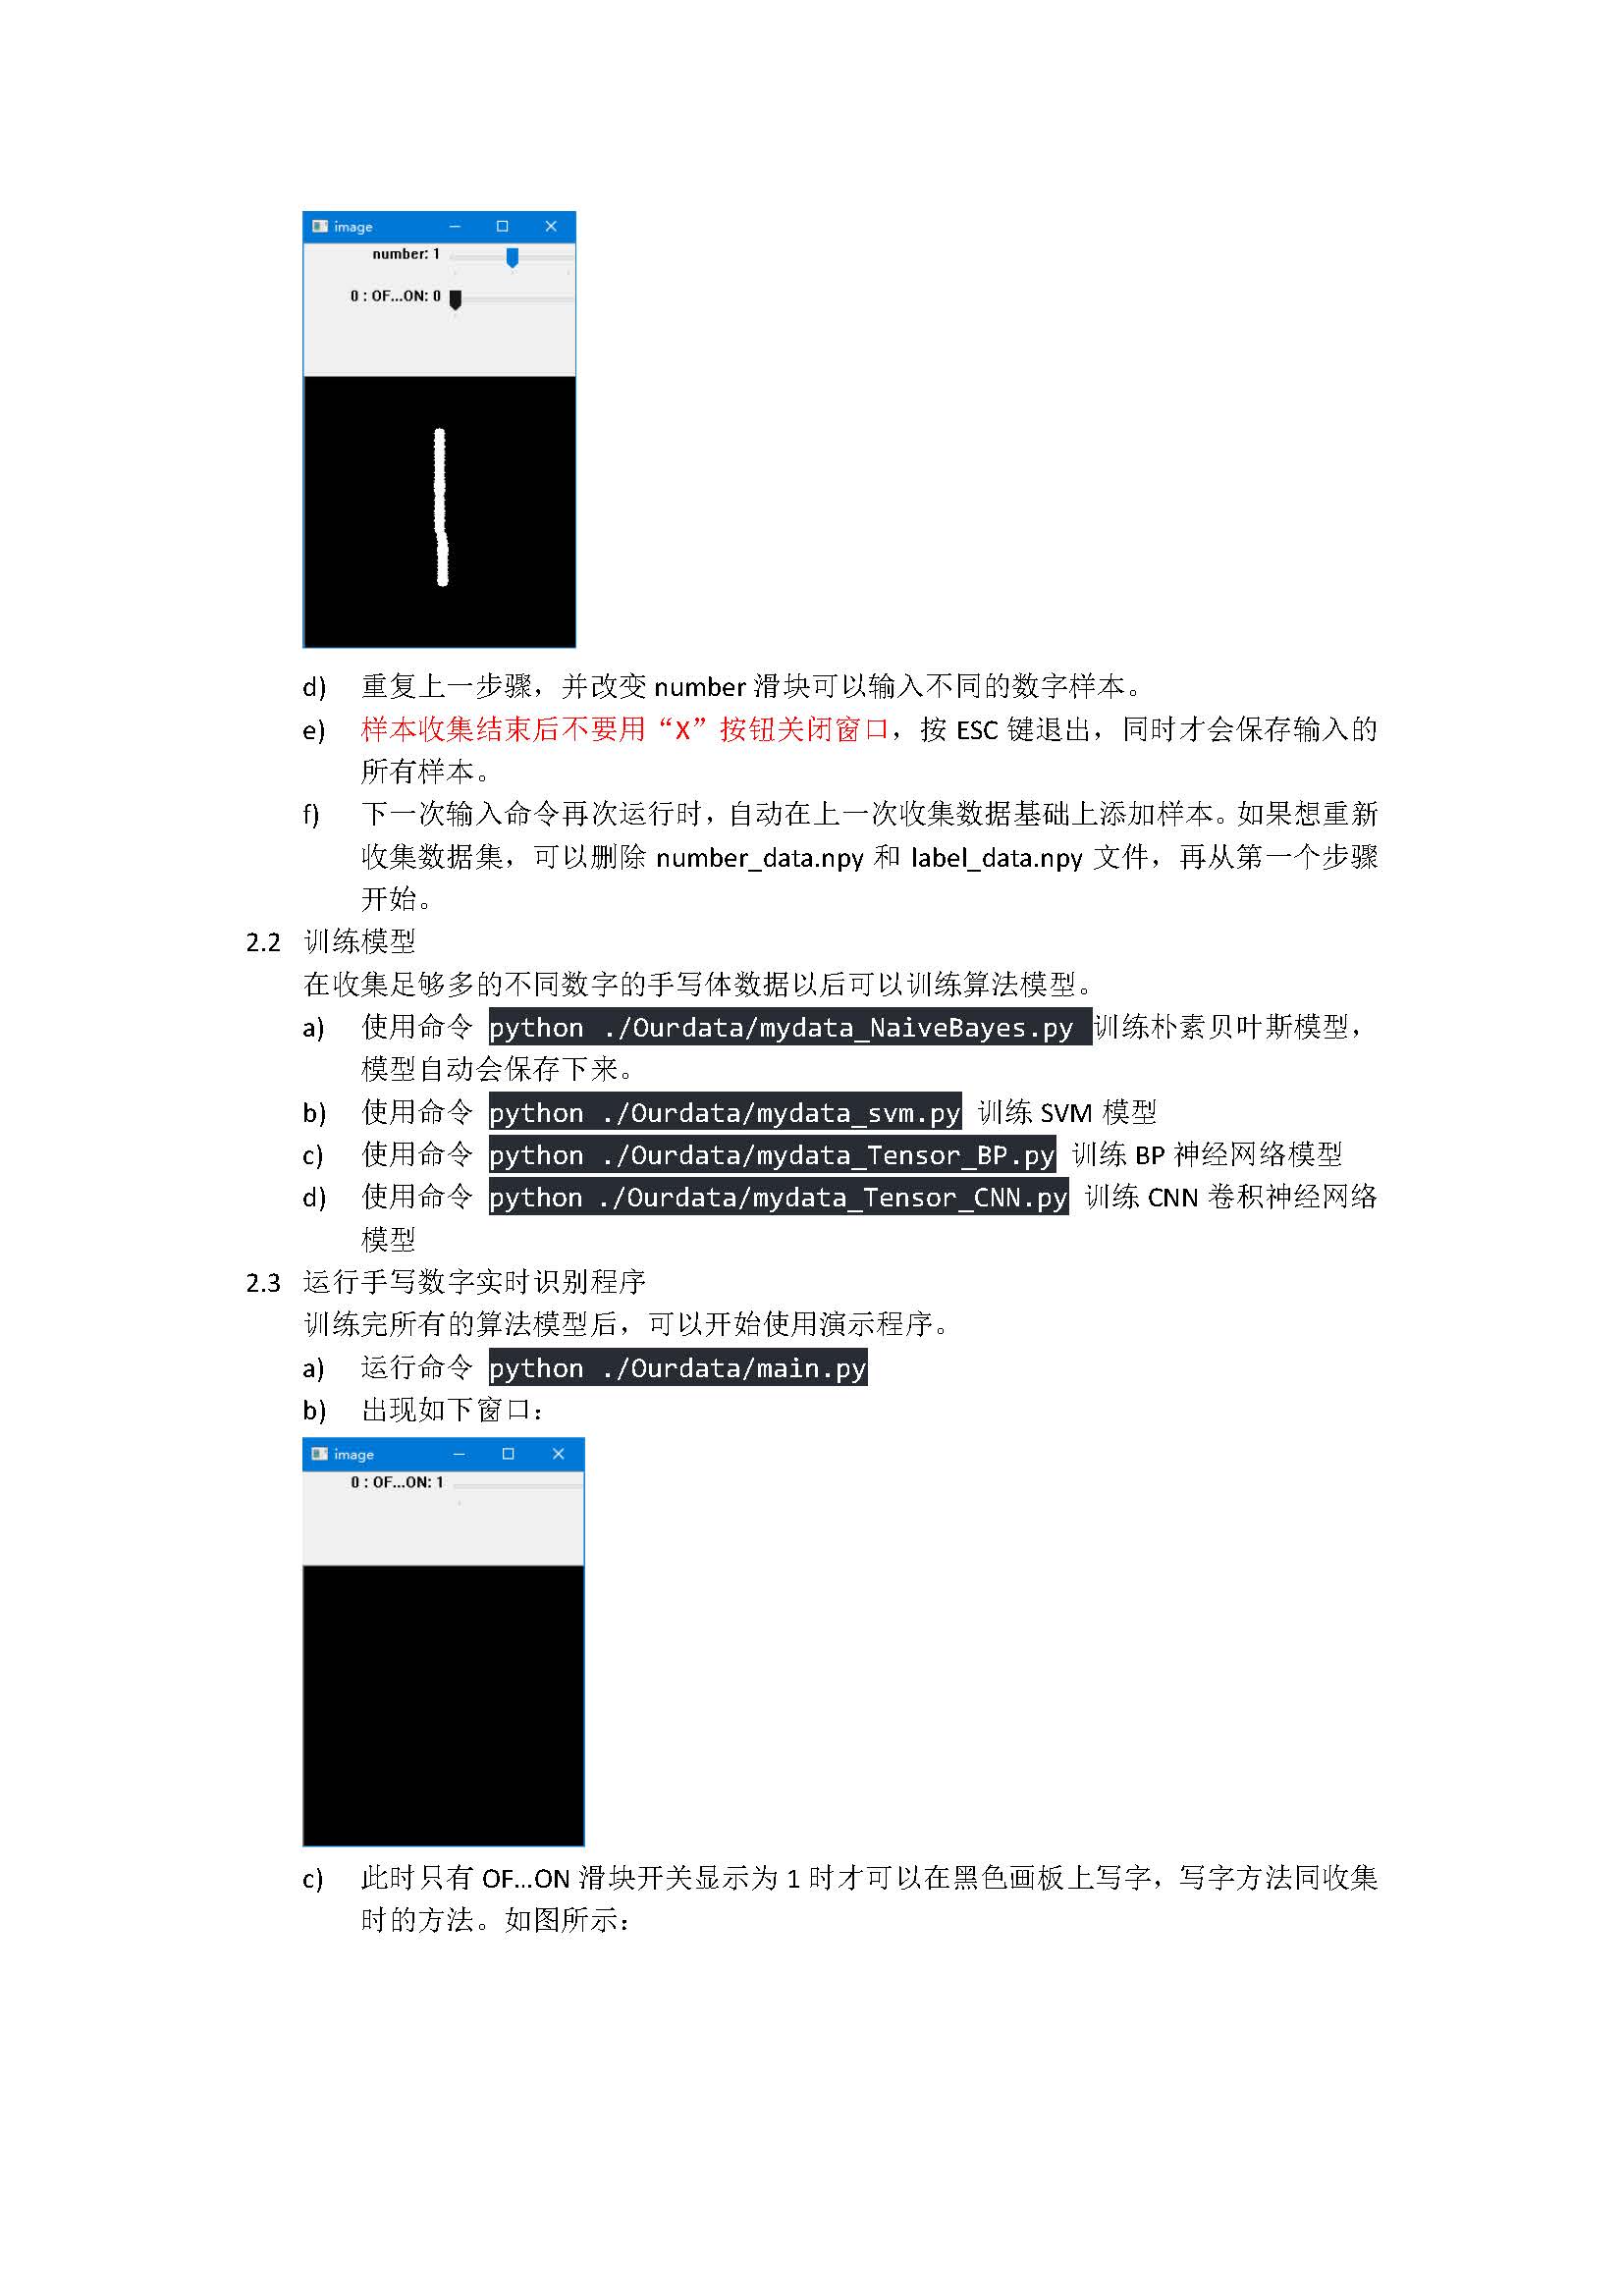 image
number: 1
0 : OF...ON: 0
d) 重复上一步骤，并改变 number 滑块可以输入不同的数字样本。
e) 样本收集结束后不要用“X”按钮关闭窗口，按 ESC 键退出，同时才会保存输入的
所有样本。
f) 下一次输入命令再次运行时，自动在上一次收集数据基础上添加样本。如果想重新
收集数据集，可以删除 number_data.npy 和 label_data.npy 文件，再从第一个步骤
开始。
2.2 训练模型
在收集足够多的不同数字的手写体数据以后可以训练算法模型。
a) 使用命令 python ./Ourdata/mydata_NaiveBayes.py 训练朴素贝叶斯模型，
模型自动会保存下来。
b) 使用命令 python ./Ourdata/mydata_svm.py 训练 SVM 模型
c) 使用命令 python ./Ourdata/mydata_Tensor_BP.py 训练 BP 神经网络模型
d) 使用命令 python ./Ourdata/mydata_Tensor_CNN.py 训练 CNN 卷积神经网络
模型
2.3 运行手写数字实时识别程序
训练完所有的算法模型后，可以开始使用演示程序。
a) 运行命令 python ./Ourdata/main.py
b) 出现如下窗口：
image
0 : OF...ON: 1
c) 此时只有 OF…ON 滑块开关显示为 1 时才可以在黑色画板上写字，写字方法同收集
时的方法。如图所示：